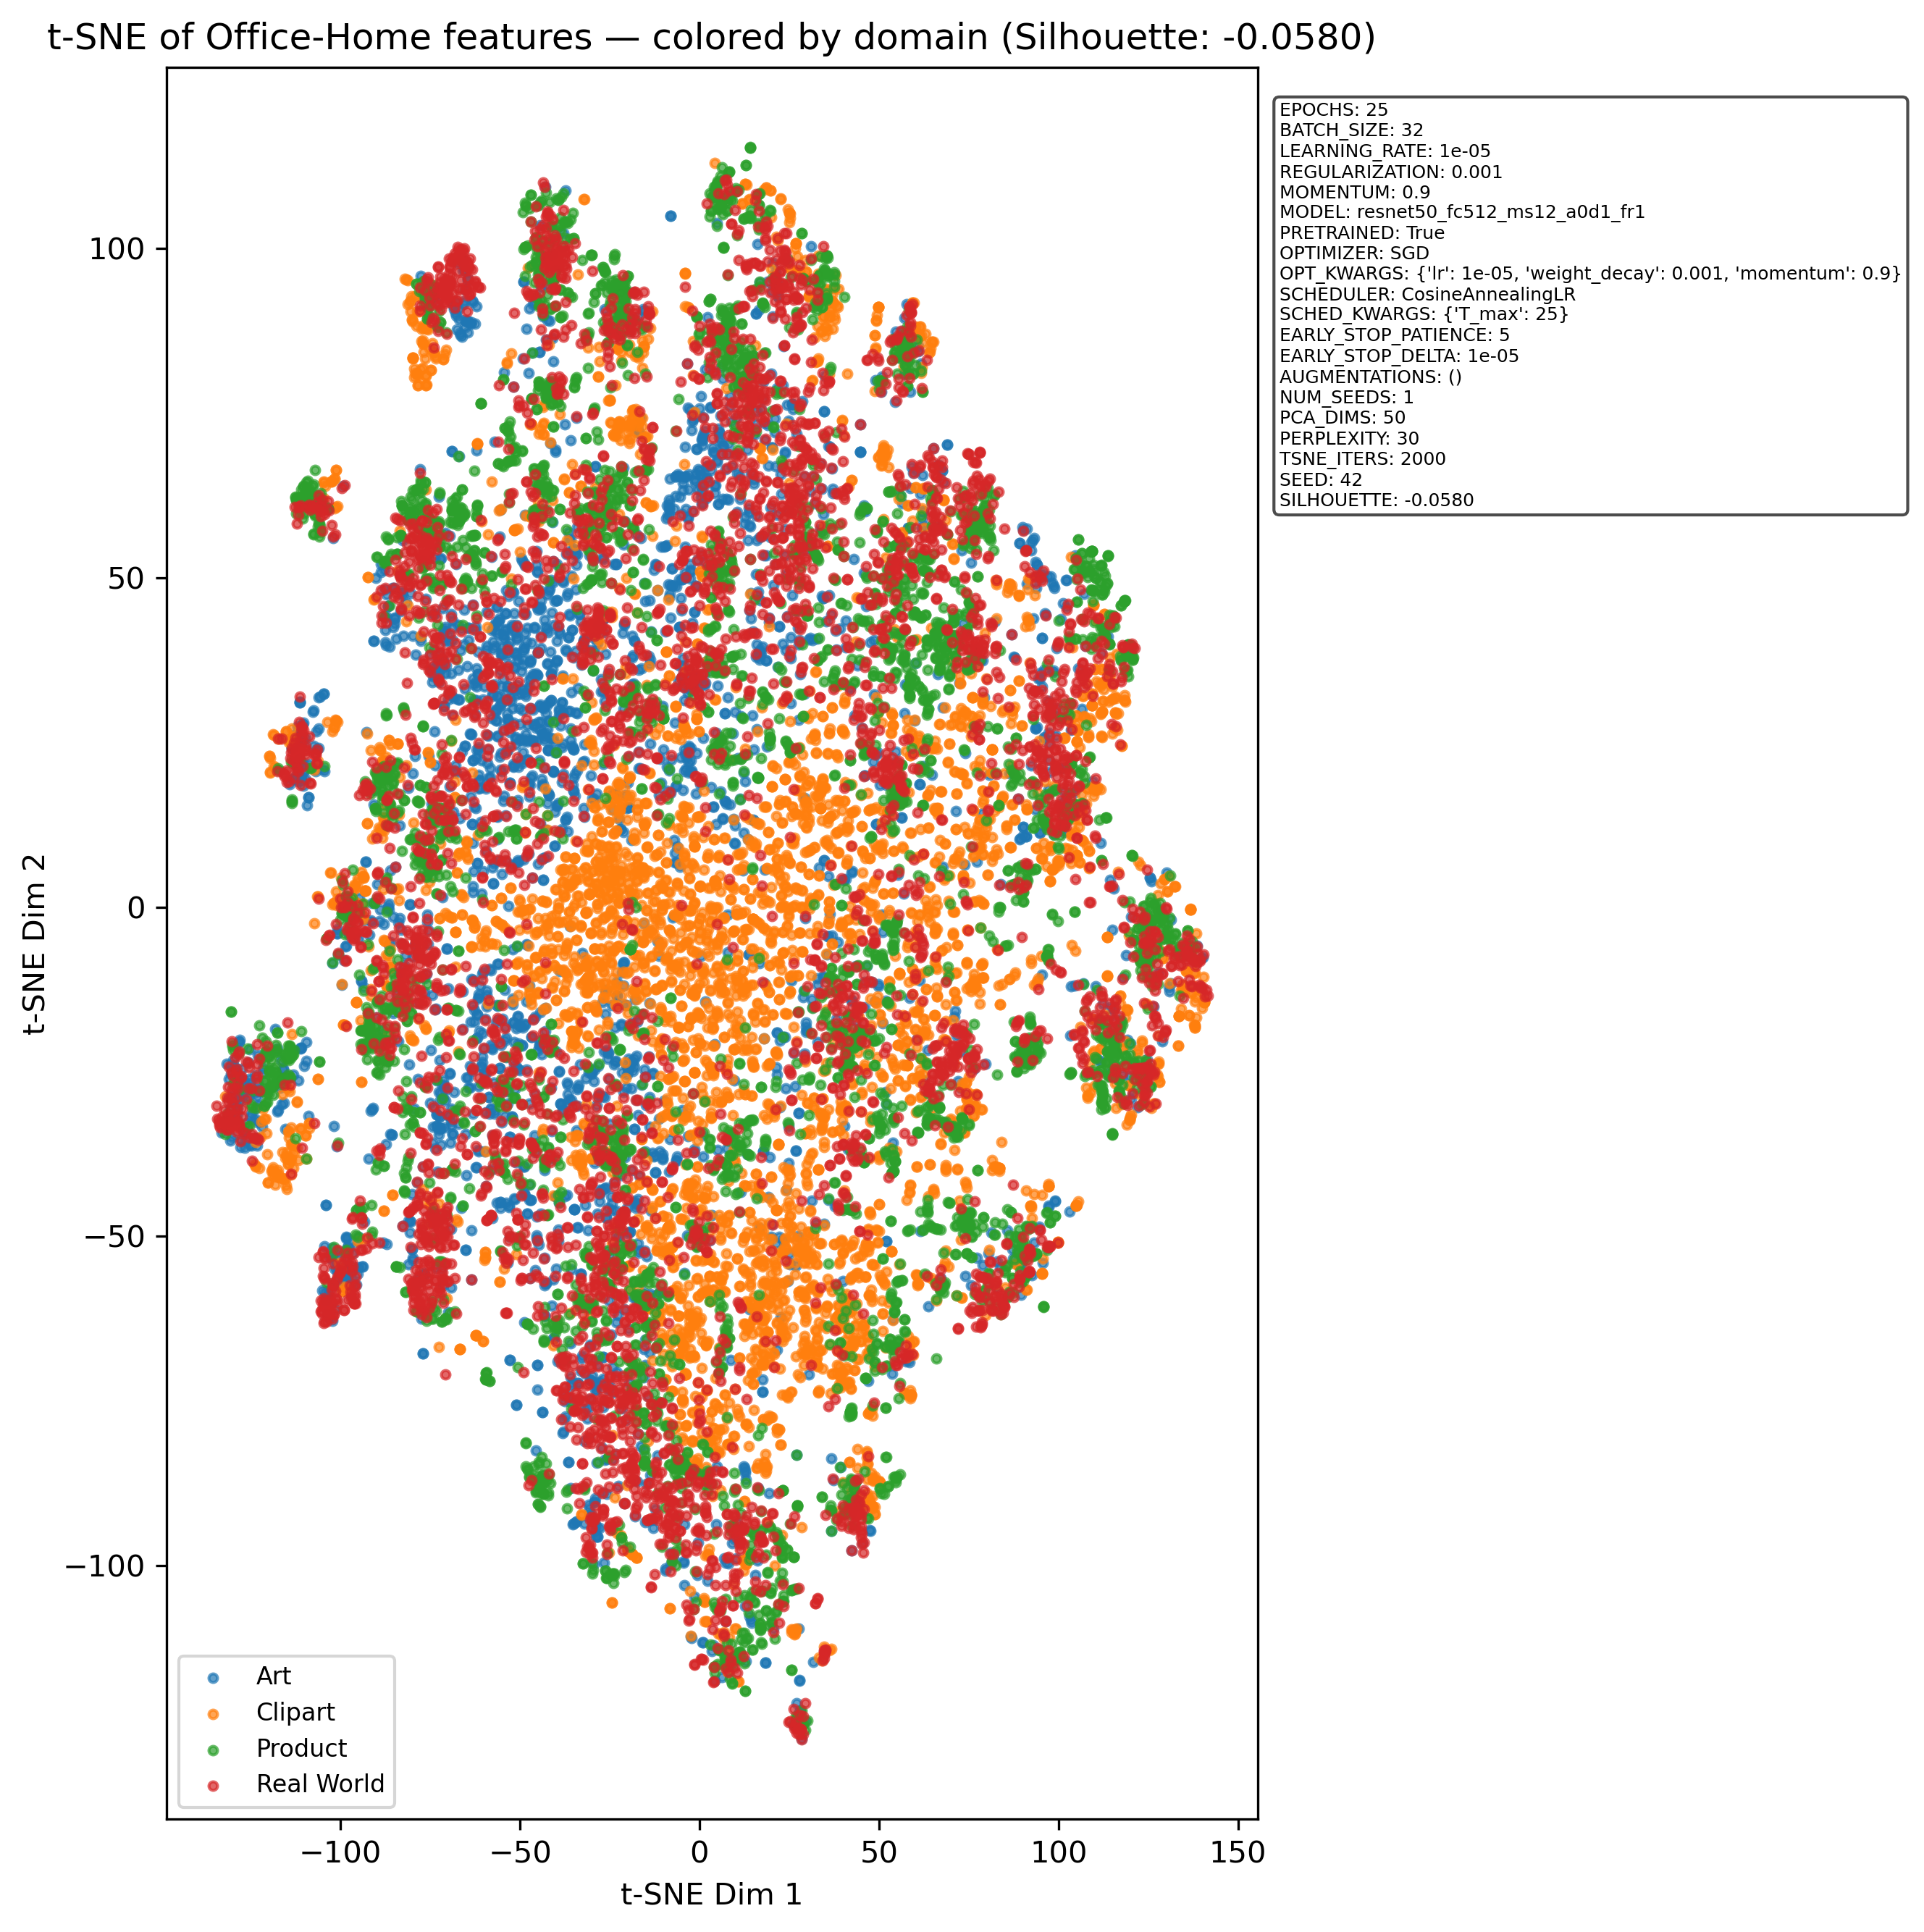 t-SNE of Office-Home features — colored by domain (Silhouette: -0.0580)
EPOCHS: 25
BATCH_SIZE: 32
LEARNING_RATE: 1e-05
REGULARIZATION: 0.001
MOMENTUM: 0.9
MODEL: resnet50_fc512_ms12_a0d1_fr1
PRETRAINED: True
OPTIMIZER: SGD
OPT_KWARGS: {'lr': 1e-05, 'weight_decay': 0.001, 'momentum': 0.9}
SCHEDULER: CosineAnnealingLR
SCHED_KWARGS: {'T_max': 25}
EARLY_STOP_PATIENCE: 5
EARLY_STOP_DELTA: 1e-05
AUGMENTATIONS: ()
NUM_SEEDS: 1
PCA_DIMS: 50
PERPLEXITY: 30
TSNE_ITERS: 2000
SEED: 42
SILHOUETTE: -0.0580
t-SNE Dim 2
100
50
0
−50
−100
Art
Clipart
Product
Real World
−100 −50 0 50 100 150
t-SNE Dim 1